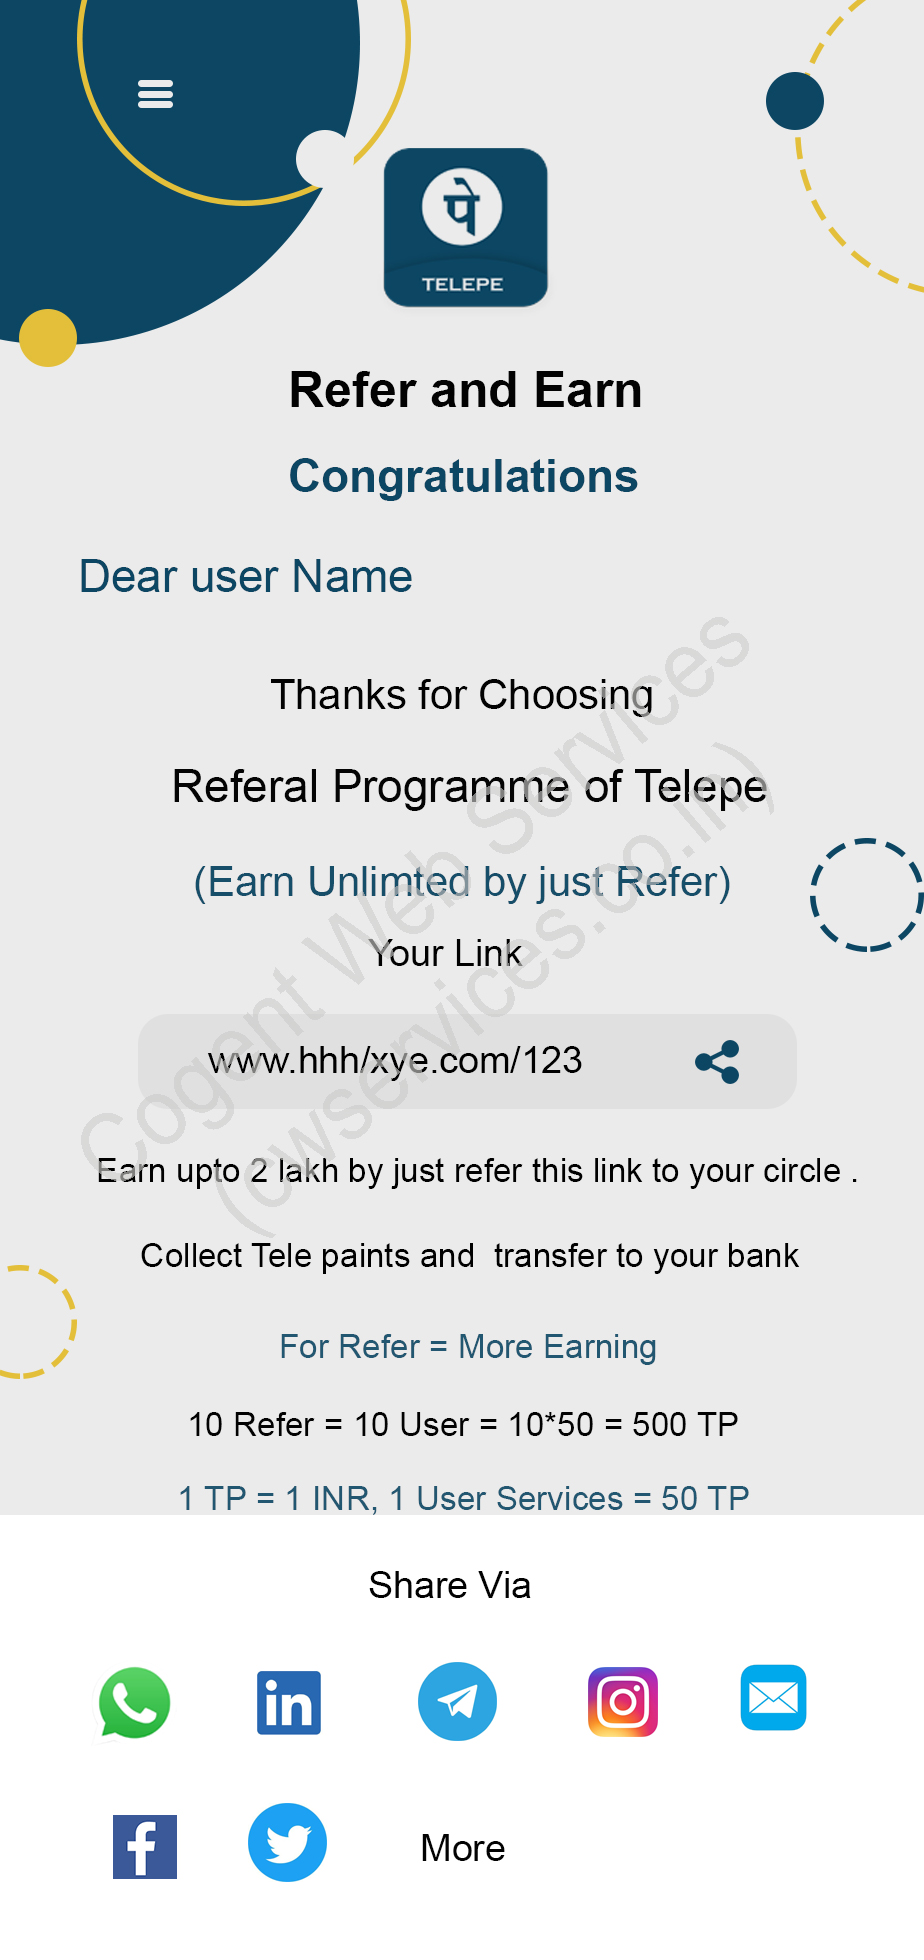 पे
TELEPE
Refer and Earn
Congratulations
Dear user Name
Thanks for Choosing
Referal Programme of Telepe
(Earn Unlimted by just Refer)
Your Link
www.hhh/xye.com/123
Earn upto 2 lakh by just refer this link to your circle .
Collect Tele paints and  transfer to your bank
For Refer = More Earning
10 Refer = 10 User = 10*50 = 500 TP
1 TP = 1 INR, 1 User Services = 50 TP
Share Via
in
f
More
Cogent Web Services
(cwservices.co.in)